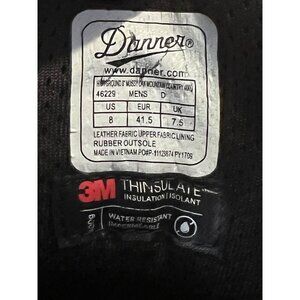 Danner®
www.danner.com
46229 MENS D
US EUR UK
8 41.5 7.5
LEATHER FABRIC UPPER FABRIC LINING
RUBBER OUTSOLE
MADE IN VIETNAM
3M THINSULATE
INSULATION | ISOLANT
WATER RESISTANT